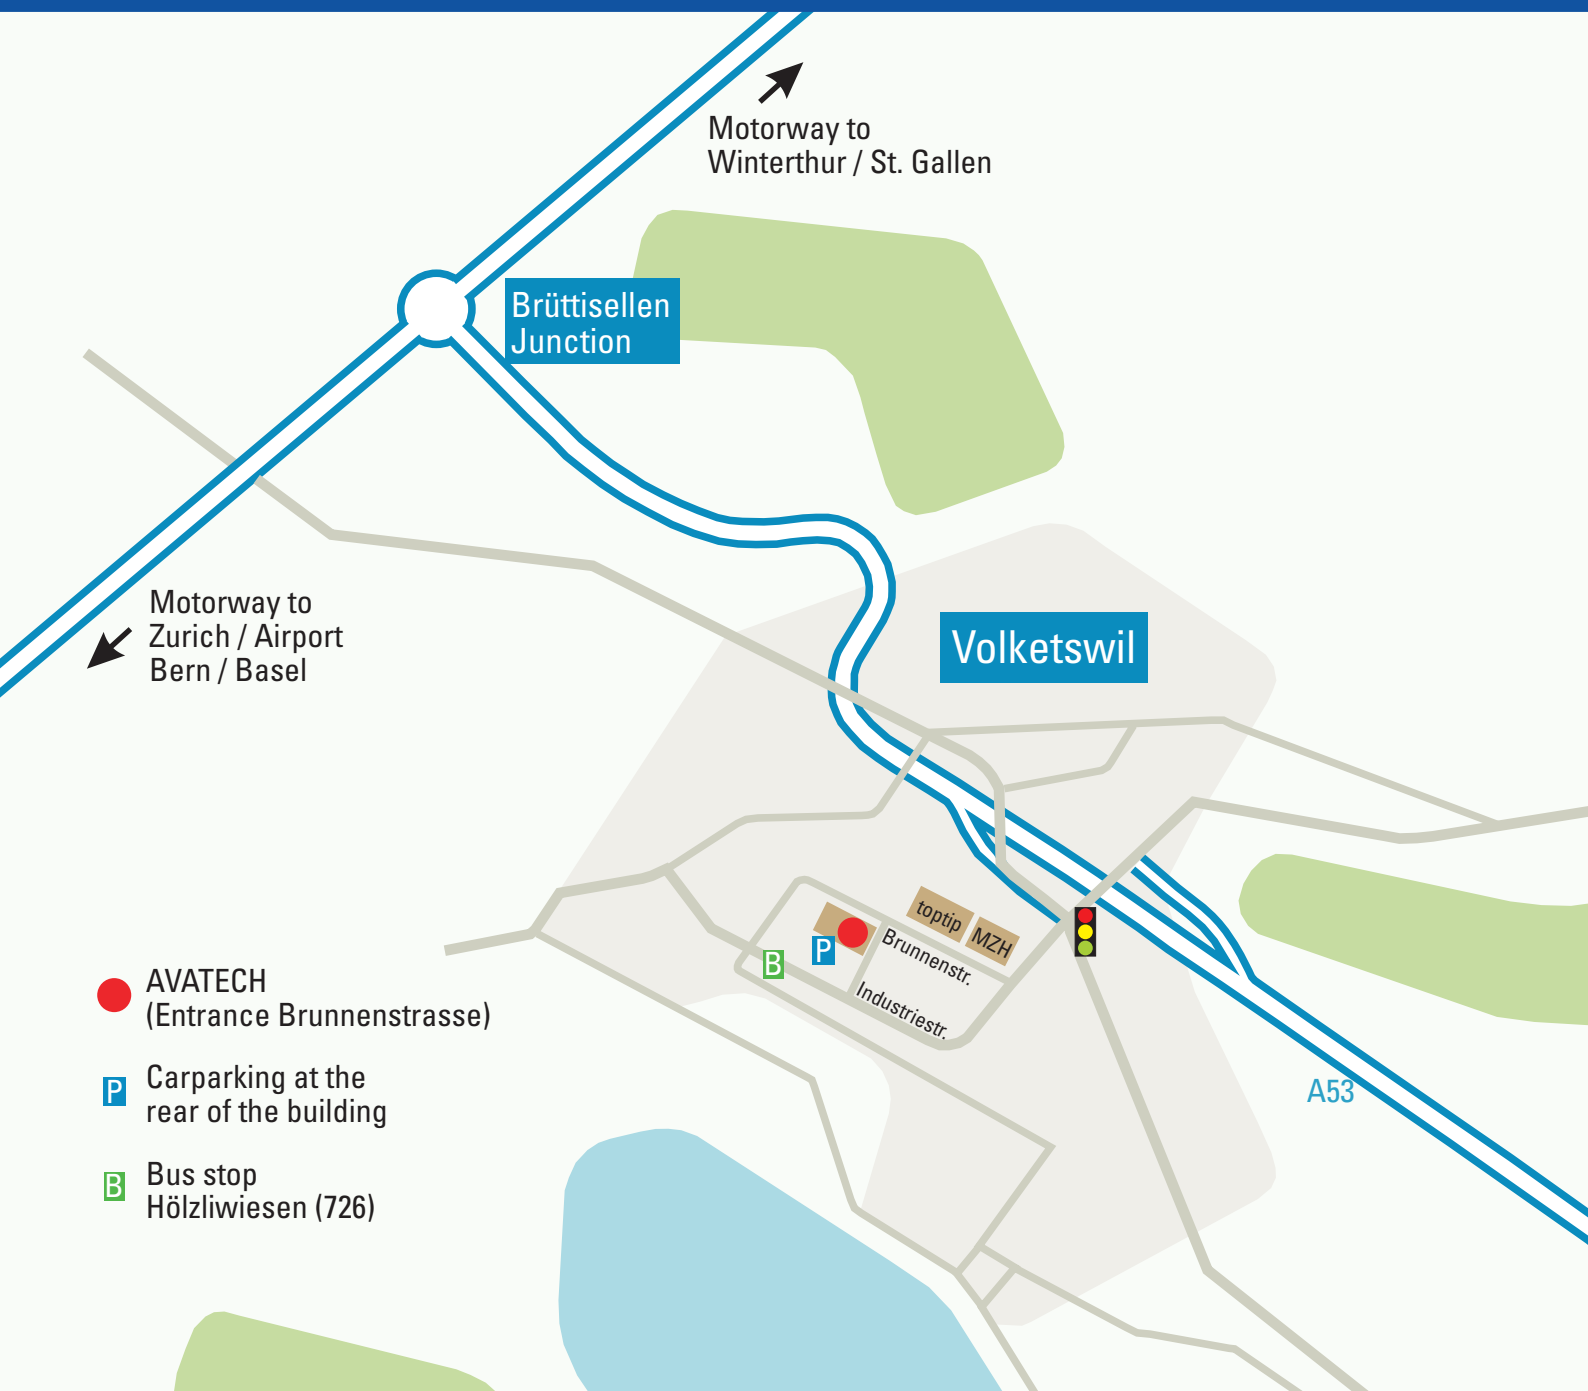 Motorway to
Winterthur / St. Gallen
Brüttisellen
Junction
Motorway to
Zurich / Airport
Bern / Basel
Volketswil
toptip
MZH
Brunnenstr.
P
B
Industriestr.
AVATECH
(Entrance Brunnenstrasse)
P
Carparking at the
rear of the building
A53
B
Bus stop
Hölzliwiesen (726)